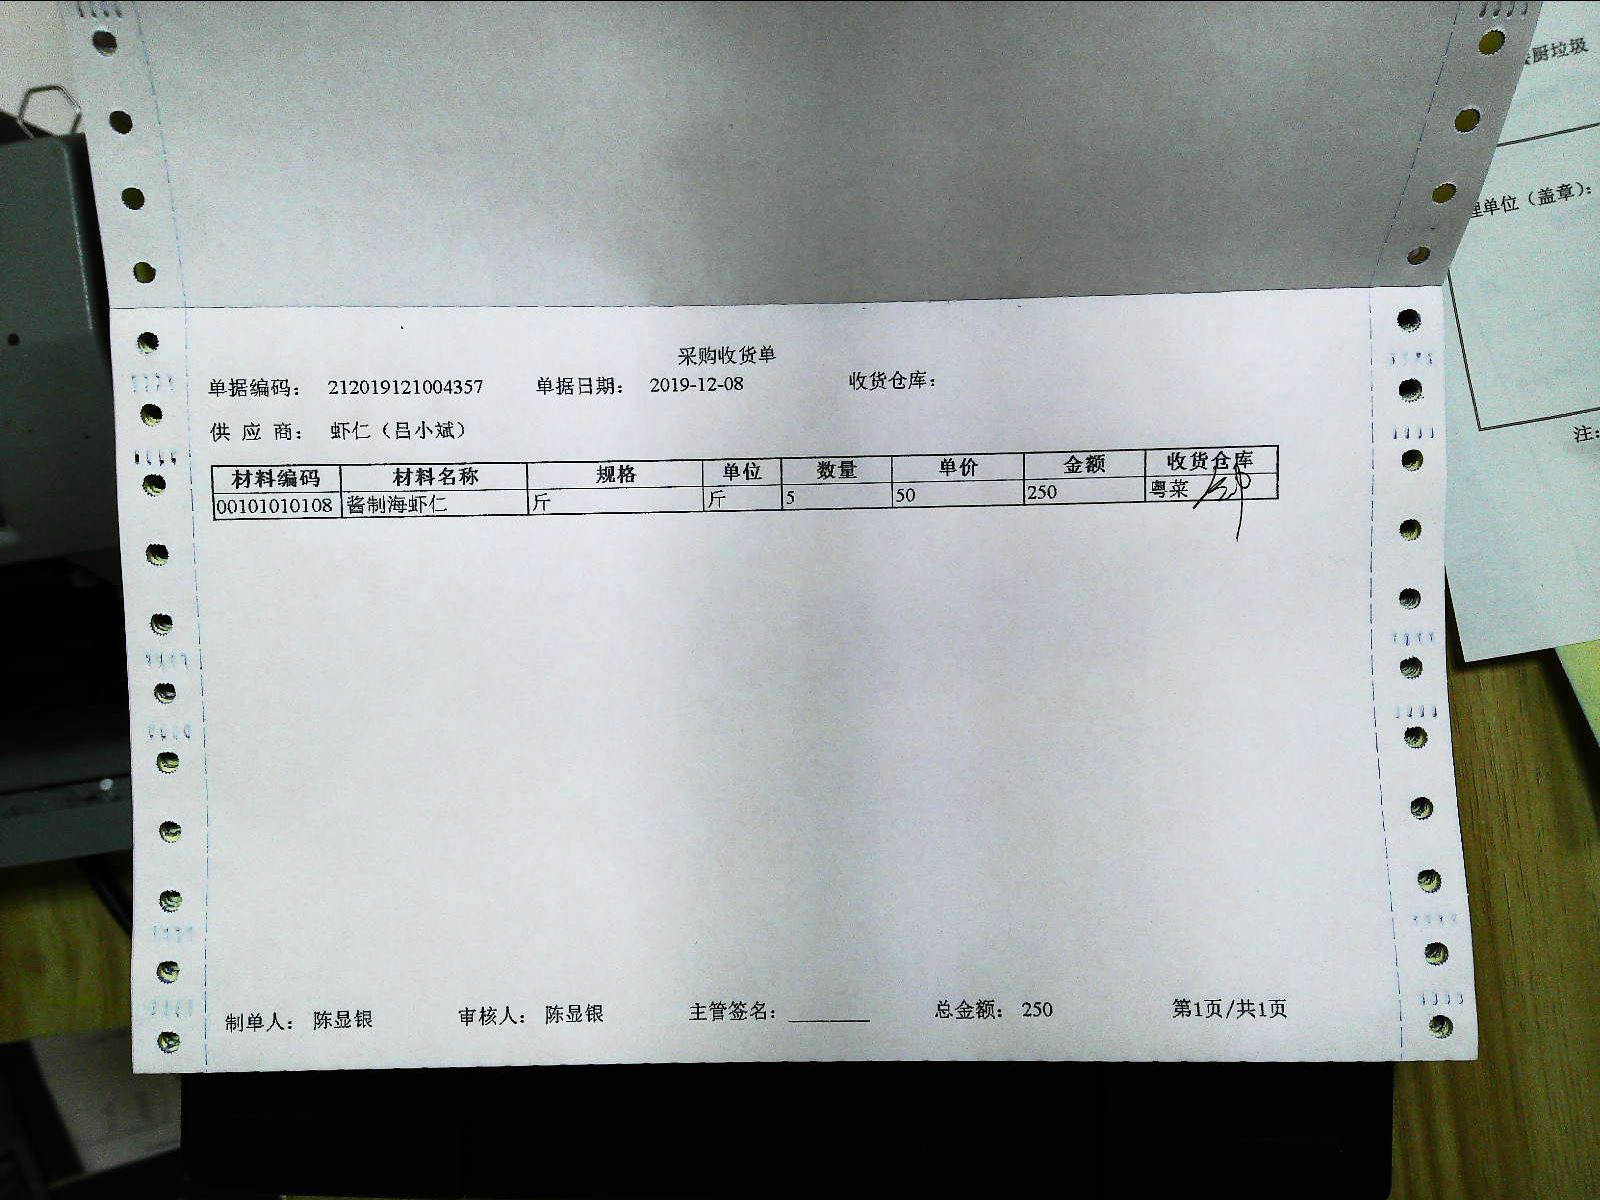 厨垃圾
理单位（盖章）：
注：
采购收货单
单据编码： 212019121004357 单据日期： 2019-12-08 收货仓库：
供 应 商： 虾仁（吕小斌）
材料编码 材料名称 规格 单位 数量 单价 金额 收货仓库
00101010108 酱制海虾仁 斤 斤 5 50 250 粤菜
制单人： 陈显银 审核人： 陈显银 主管签名： ________ 总金额： 250 第1页/共1页